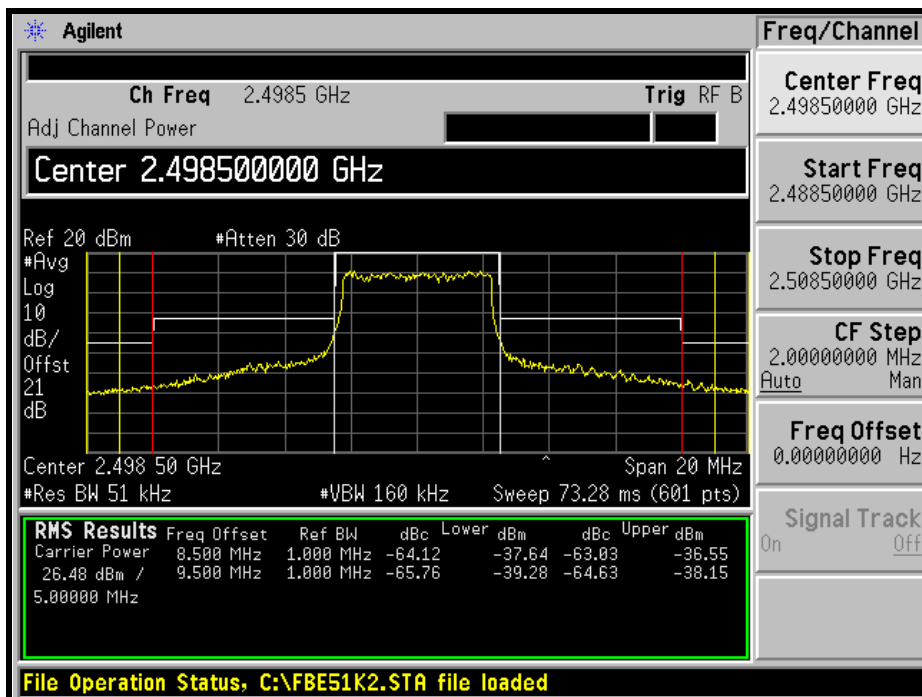 Agilent
Freq/Channel
Ch Freq 2.4985 GHz Trig RF B
Adj Channel Power
Center 2.498500000 GHz
Ref 20 dBm #Atten 30 dB
#Avg
Log
10
dB/
Offst
21
dB
Center 2.498 50 GHz Span 20 MHz
#Res BW 51 kHz #VBW 160 kHz Sweep 73.28 ms (601 pts)
RMS Results Freq Offset Ref BW dBc Lower dBm dBc Upper dBm
Carrier Power 8.500 MHz 1.000 MHz -64.12 -37.64 -63.03 -36.55
26.48 dBm / 9.500 MHz 1.000 MHz -65.76 -39.28 -64.63 -38.15
5.00000 MHz
File Operation Status, C:\FBE51K2.STA file loaded
Center Freq
2.49850000 GHz
Start Freq
2.48850000 GHz
Stop Freq
2.50850000 GHz
CF Step
2.00000000 MHz
Auto Man
Freq Offset
0.00000000 Hz
Signal Track
On Off